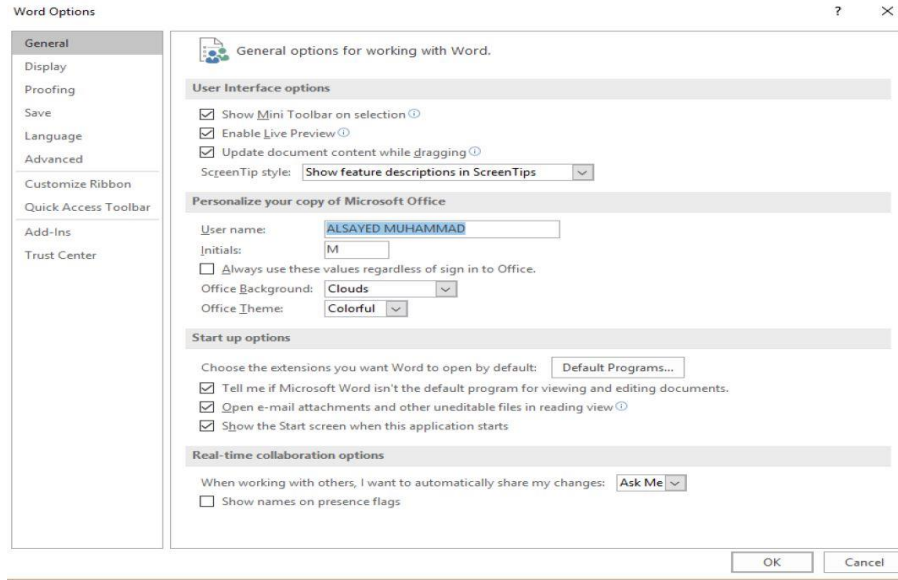 Word Options
?
General
Display
Proofing
Save
Language
Advanced
Customize Ribbon
Quick Access Toolbar
Add-Ins
Trust Center
General options for working with Word.
User Interface options
Show Mini Toolbar on selection
Enable Live Preview
Update document content while dragging
ScreenTip style: Show feature descriptions in ScreenTips
Personalize your copy of Microsoft Office
User name: ALSAYED MUHAMMAD
Initials: M
Always use these values regardless of sign in to Office.
Office Background: Clouds
Office Theme: Colorful
Start up options
Choose the extensions you want Word to open by default: Default Programs...
Tell me if Microsoft Word isn't the default program for viewing and editing documents.
Open e-mail attachments and other uneditable files in reading view
Show the Start screen when this application starts
Real-time collaboration options
When working with others, I want to automatically share my changes: Ask Me
Show names on presence flags
OK Cancel